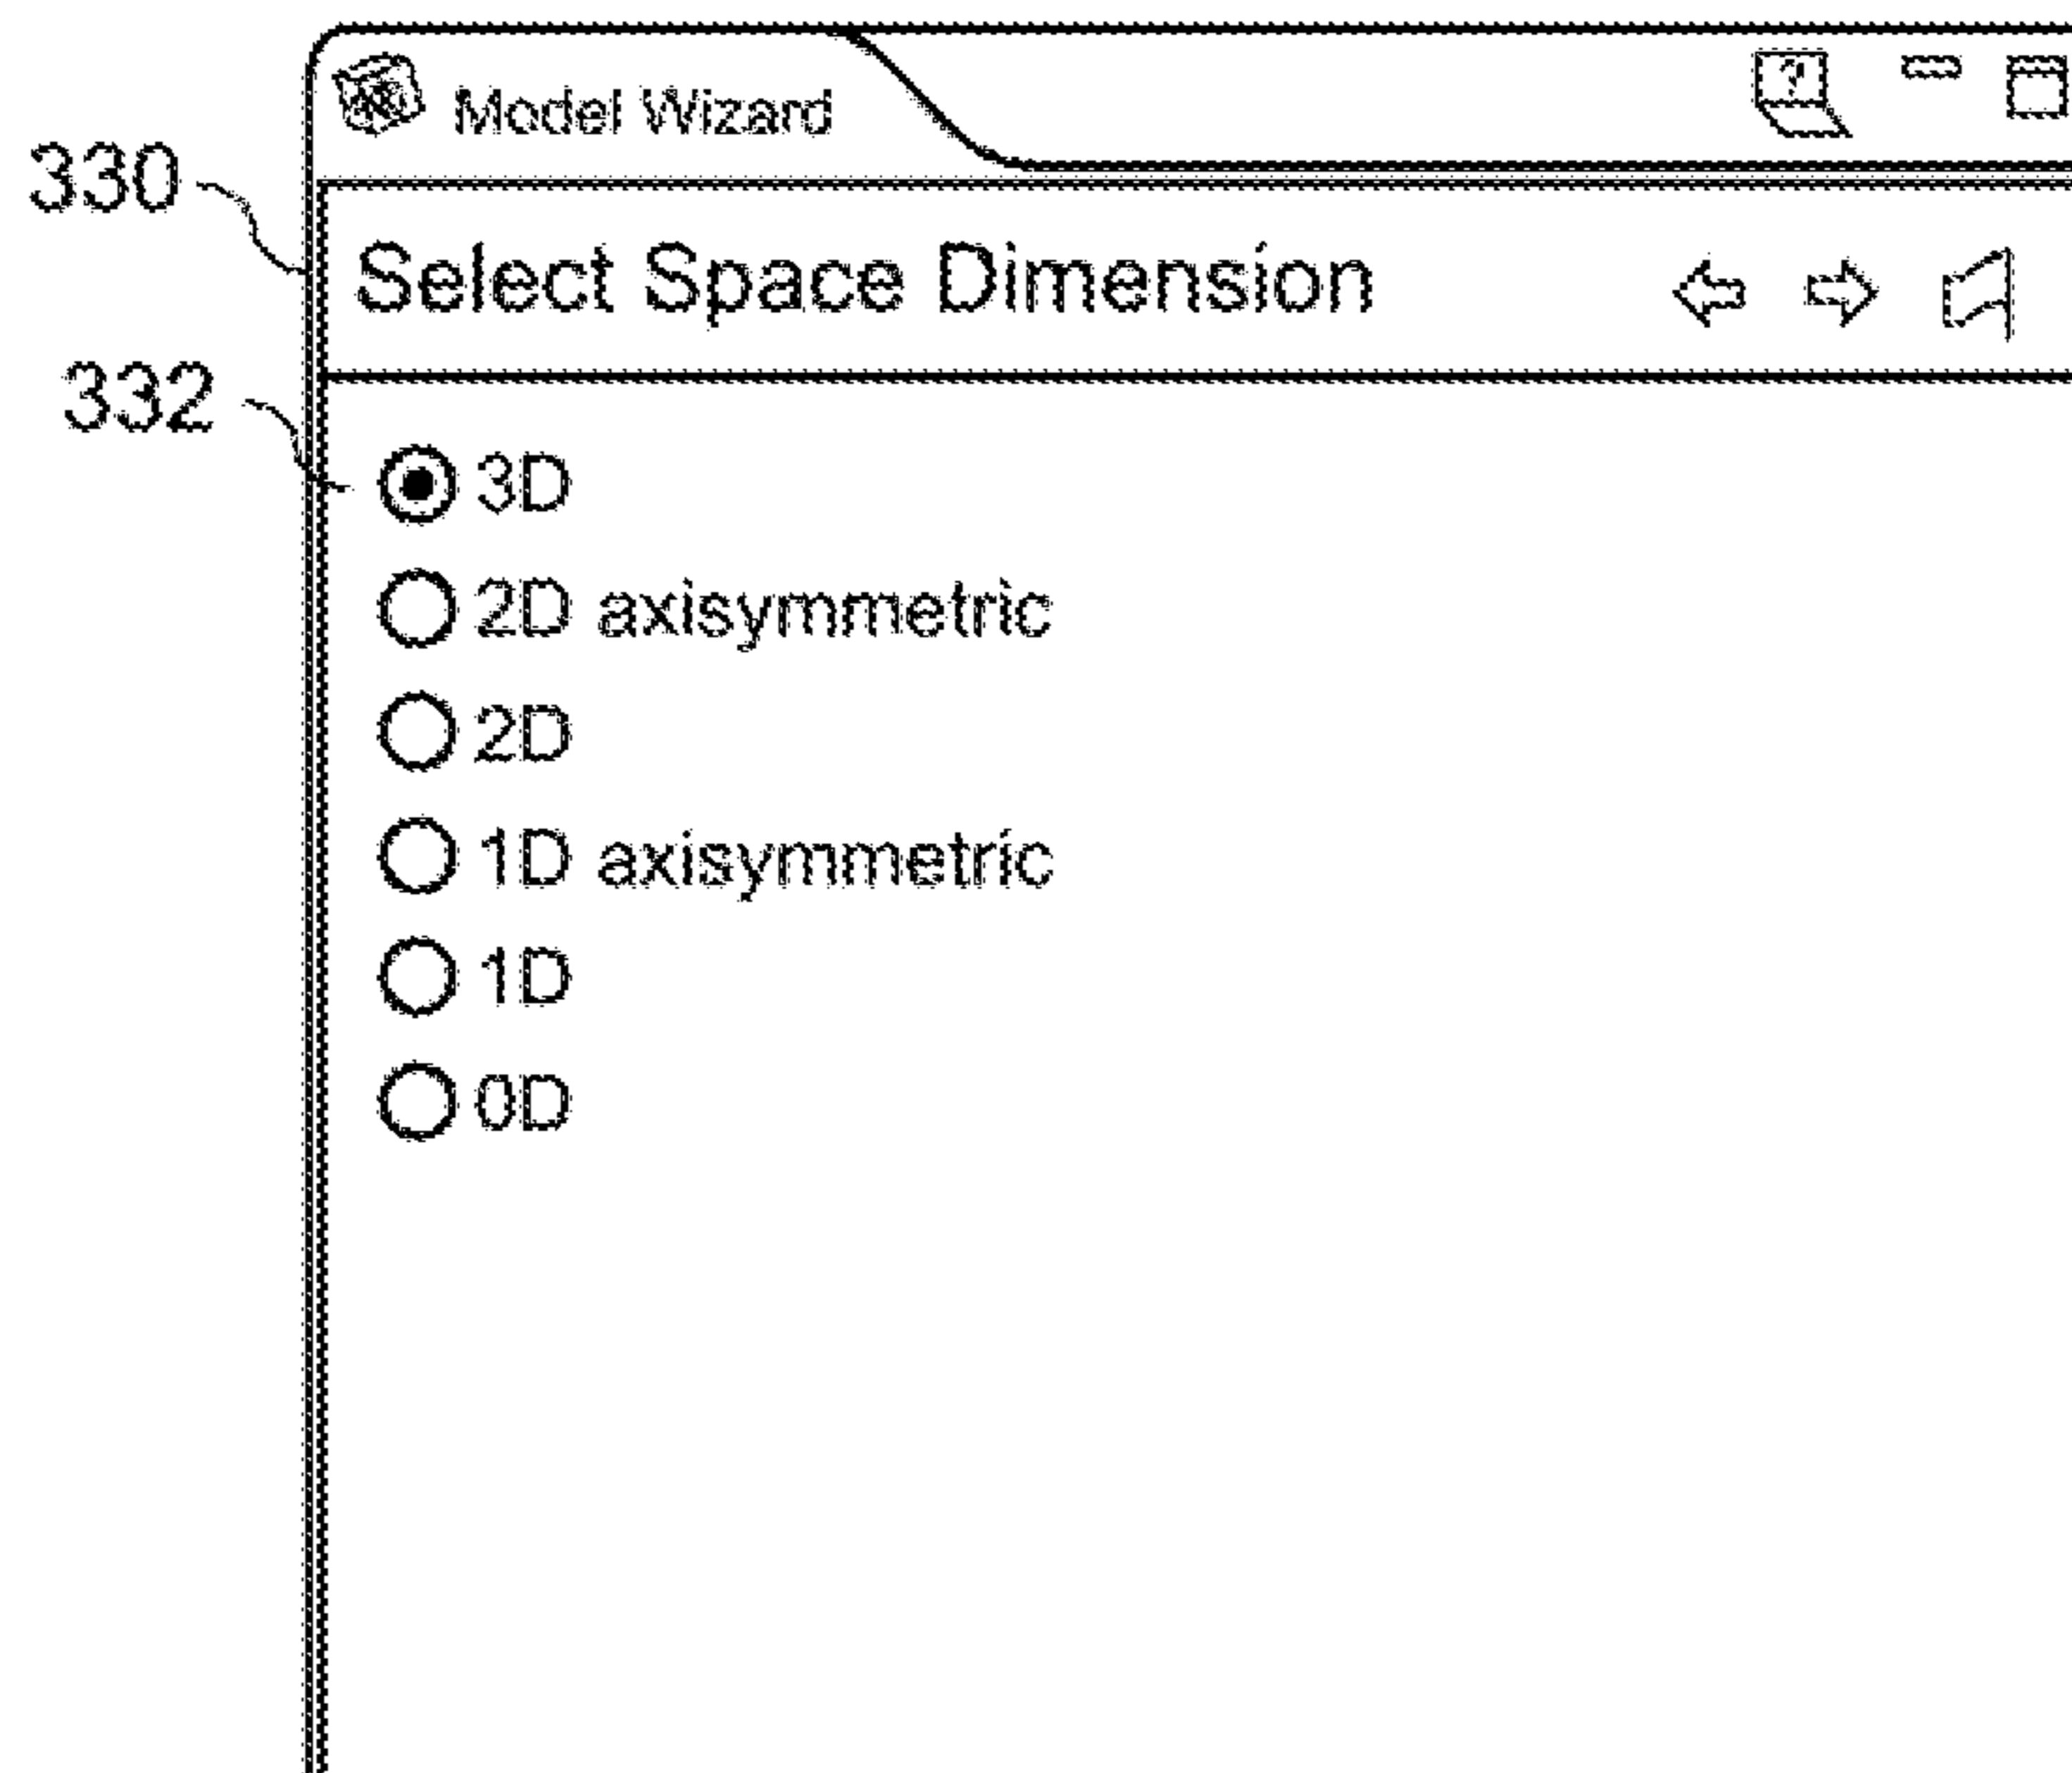 Model Wizard ?
330
Select Space Dimension
332
3D
2D axisymmetric
2D
1D axisymmetric
1D
0D